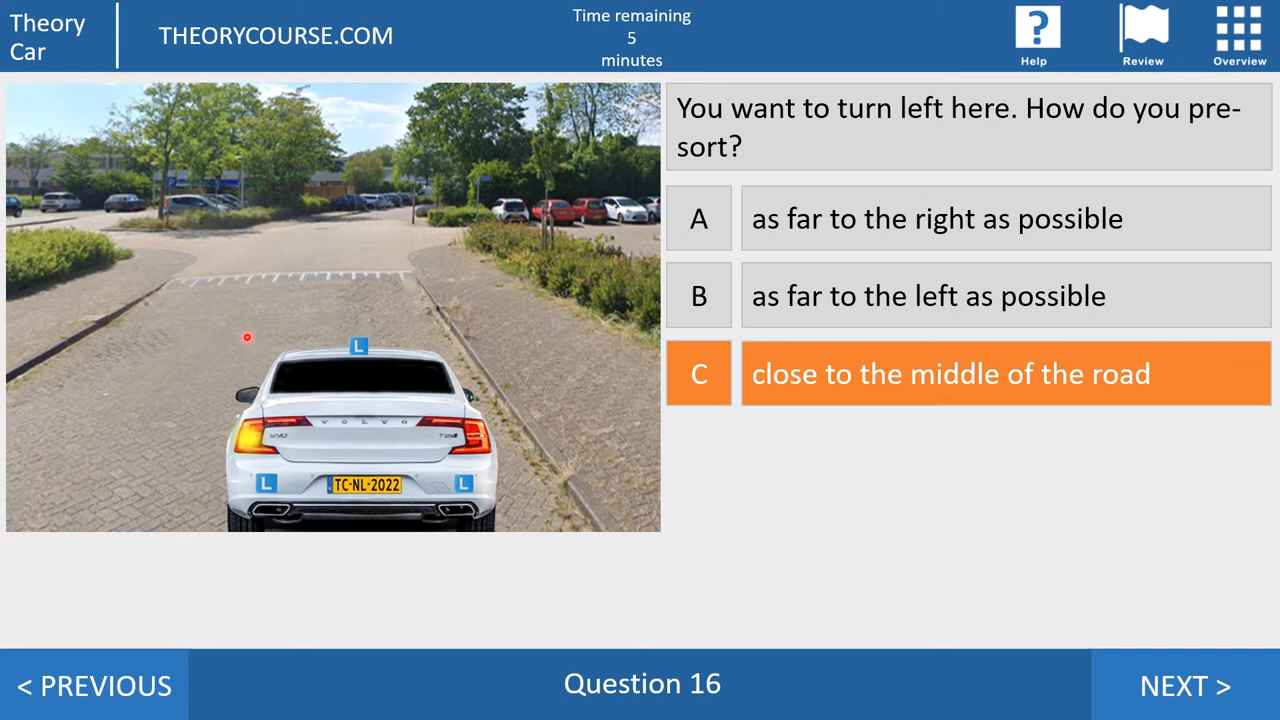 Theory
Car
THEORYCOURSE.COM
Time remaining
5
minutes
?
Help
Review
Overview
You want to turn left here. How do you pre-
sort?
A as far to the right as possible
B as far to the left as possible
C close to the middle of the road
L
VOLVO
L
TC-NL-2022
L
< PREVIOUS
Question 16
NEXT >